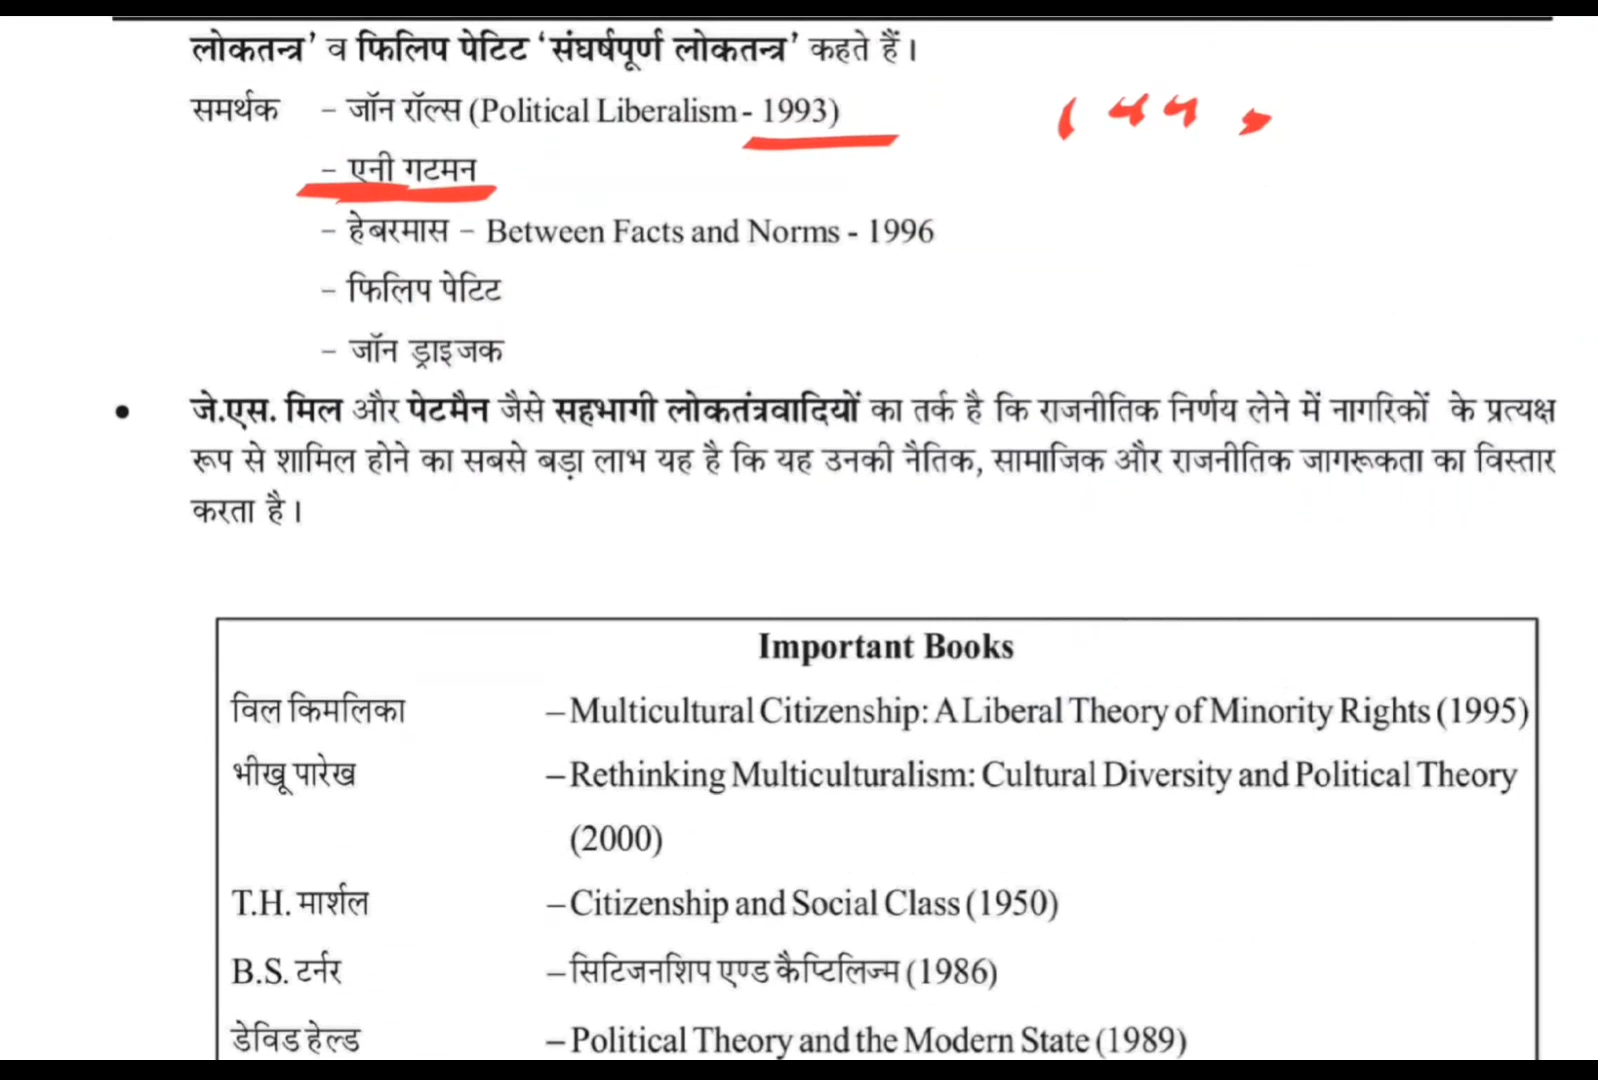 लोकतन्त्र’ व फिलिप पेटिट ‘संघर्षपूर्ण लोकतन्त्र’ कहते हैं।
समर्थक – जॉन रॉल्स (Political Liberalism - 1993)
– एनी गटमन
– हेबरमास – Between Facts and Norms - 1996
– फिलिप पेटिट
– जॉन ड्राइजक
• जे.एस. मिल और पेटमैन जैसे सहभागी लोकतंत्रवादियों का तर्क है कि राजनीतिक निर्णय लेने में नागरिकों के प्रत्यक्ष
रूप से शामिल होने का सबसे बड़ा लाभ यह है कि यह उनकी नैतिक, सामाजिक और राजनीतिक जागरूकता का विस्तार
करता है।
Important Books
विल किमलिका – Multicultural Citizenship: A Liberal Theory of Minority Rights (1995)
भीखू पारेख – Rethinking Multiculturalism: Cultural Diversity and Political Theory
(2000)
T.H. मार्शल – Citizenship and Social Class (1950)
B.S. टर्नर – सिटिजनशिप एण्ड कैप्टिलिज्म (1986)
डेविड हेल्ड – Political Theory and the Modern State (1989)